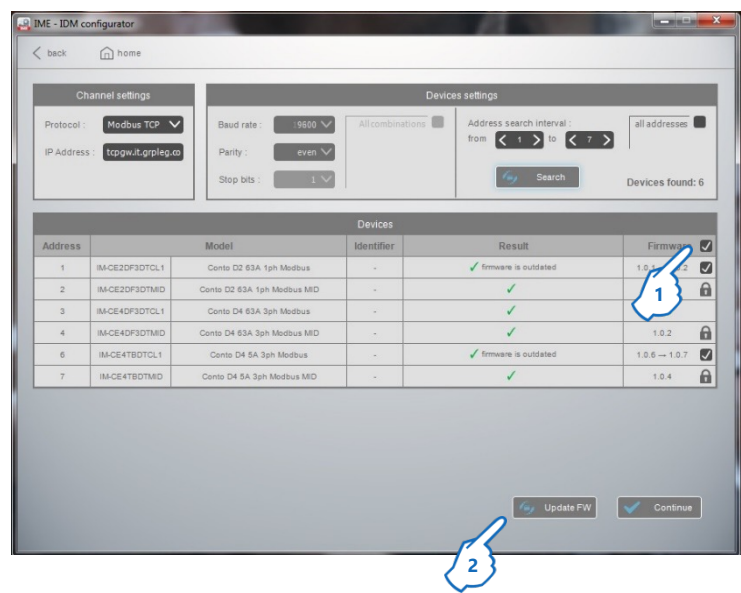 IME - IDM configurator
back home
Channel settings
Protocol : Modbus TCP
IP Address : tcpgw.it.grpleg.co
Devices settings
Baud rate : 9600 All combinations
Parity : even
Stop bits : 1
Address search interval :
from 1 to 7
all addresses
Search
Devices found: 6
Devices
Address Model Identifier Result Firmware
1 IM-CE2DF3DTCL1 Conto D2 63A 1ph Modbus - ✓ firmware is outdated
2 IM-CE2DF3DTMID Conto D2 63A 1ph Modbus MID - ✓
3 IM-CE4DF3DTCL1 Conto D4 63A 3ph Modbus - ✓
4 IM-CE4DF3DTMID Conto D4 63A 3ph Modbus MID - ✓ 1.0.2
6 IM-CE4TBDTCL1 Conto D4 5A 3ph Modbus - ✓ firmware is outdated 1.0.6 → 1.0.7
7 IM-CE4TBDTMID Conto D4 5A 3ph Modbus MID - ✓ 1.0.4
1
Update FW Continue
2